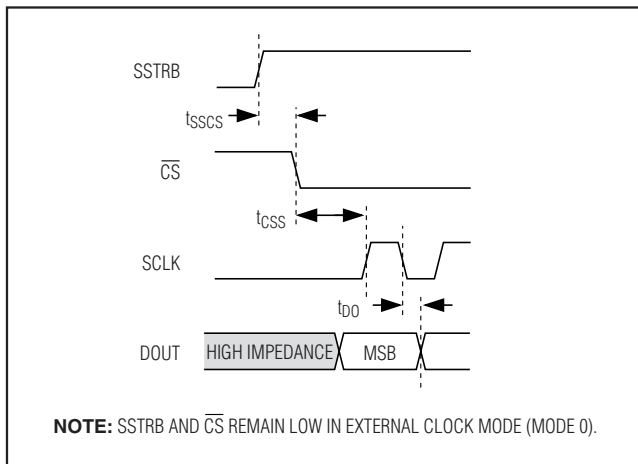 SSTRB
tSSCS
CS
tCSS
SCLK
tDO
DOUT HIGH IMPEDANCE MSB
NOTE: SSTRB AND CS REMAIN LOW IN EXTERNAL CLOCK MODE (MODE 0).